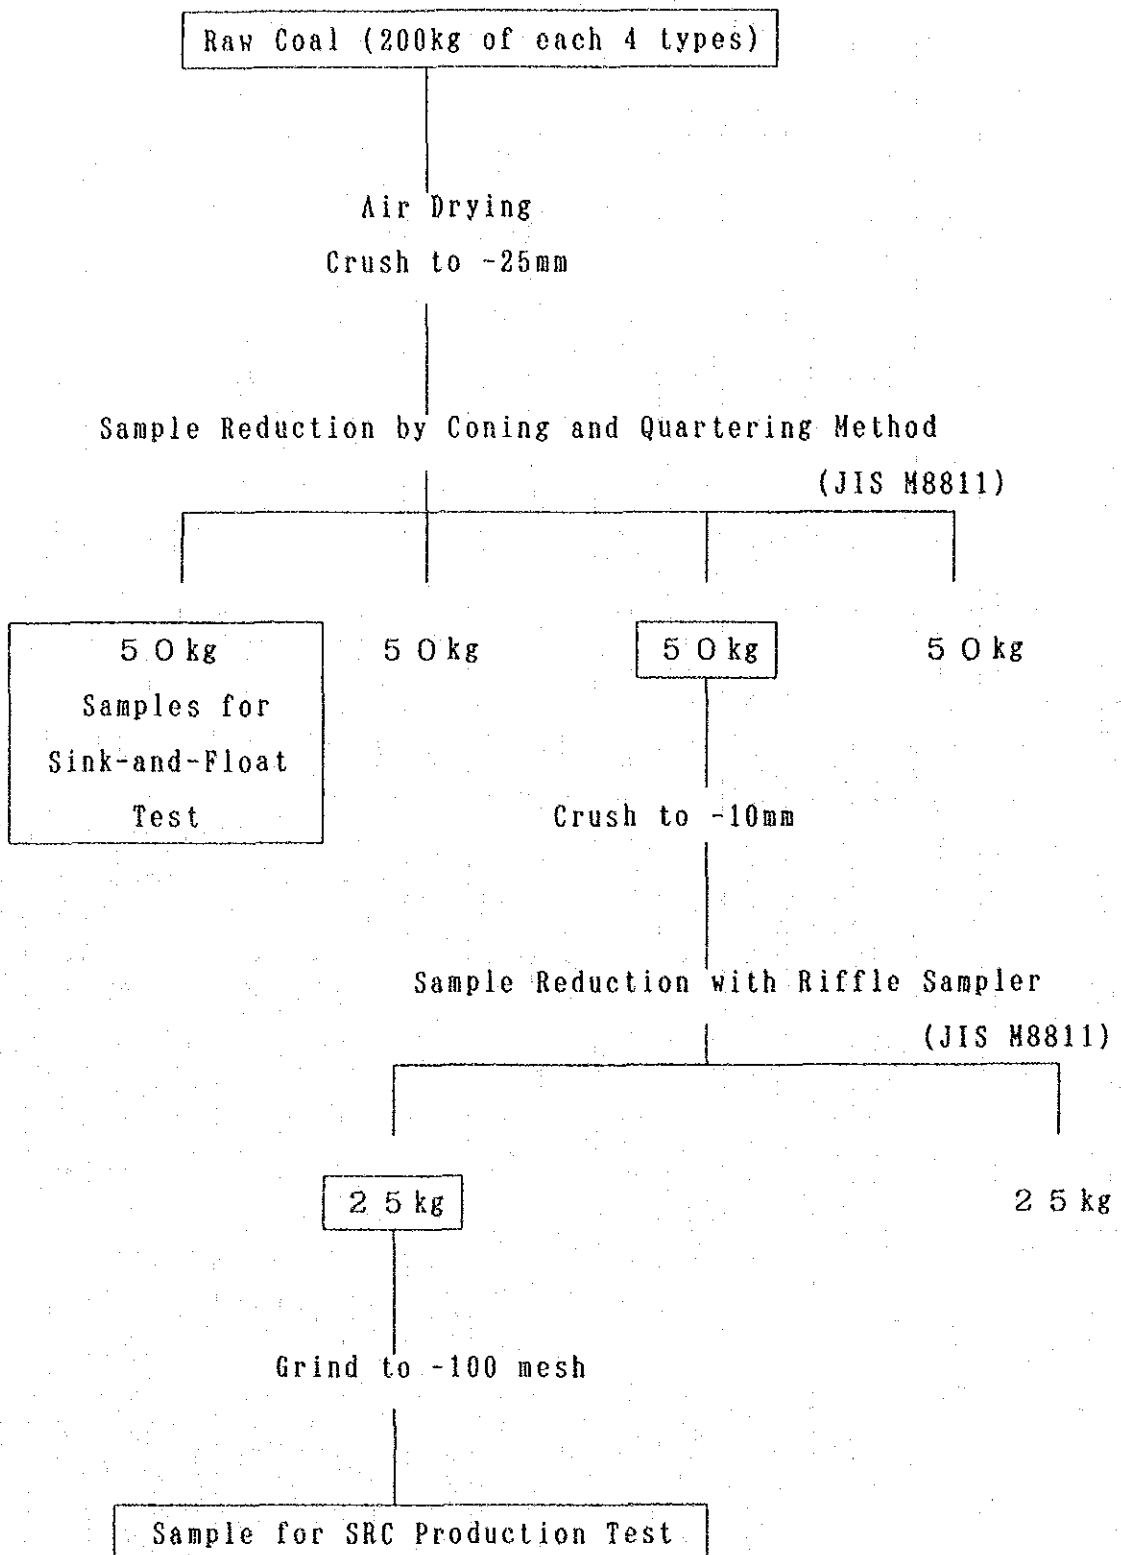 Raw Coal (200kg of each 4 types)
Air Drying
Crush to -25mm
Sample Reduction by Coning and Quartering Method
(JIS M8811)
50kg 50kg 50kg 50kg
Samples for
Sink-and-Float
Test
Crush to -10mm
Sample Reduction with Riffle Sampler
(JIS M8811)
25kg 25kg
Grind to -100 mesh
Sample for SRC Production Test